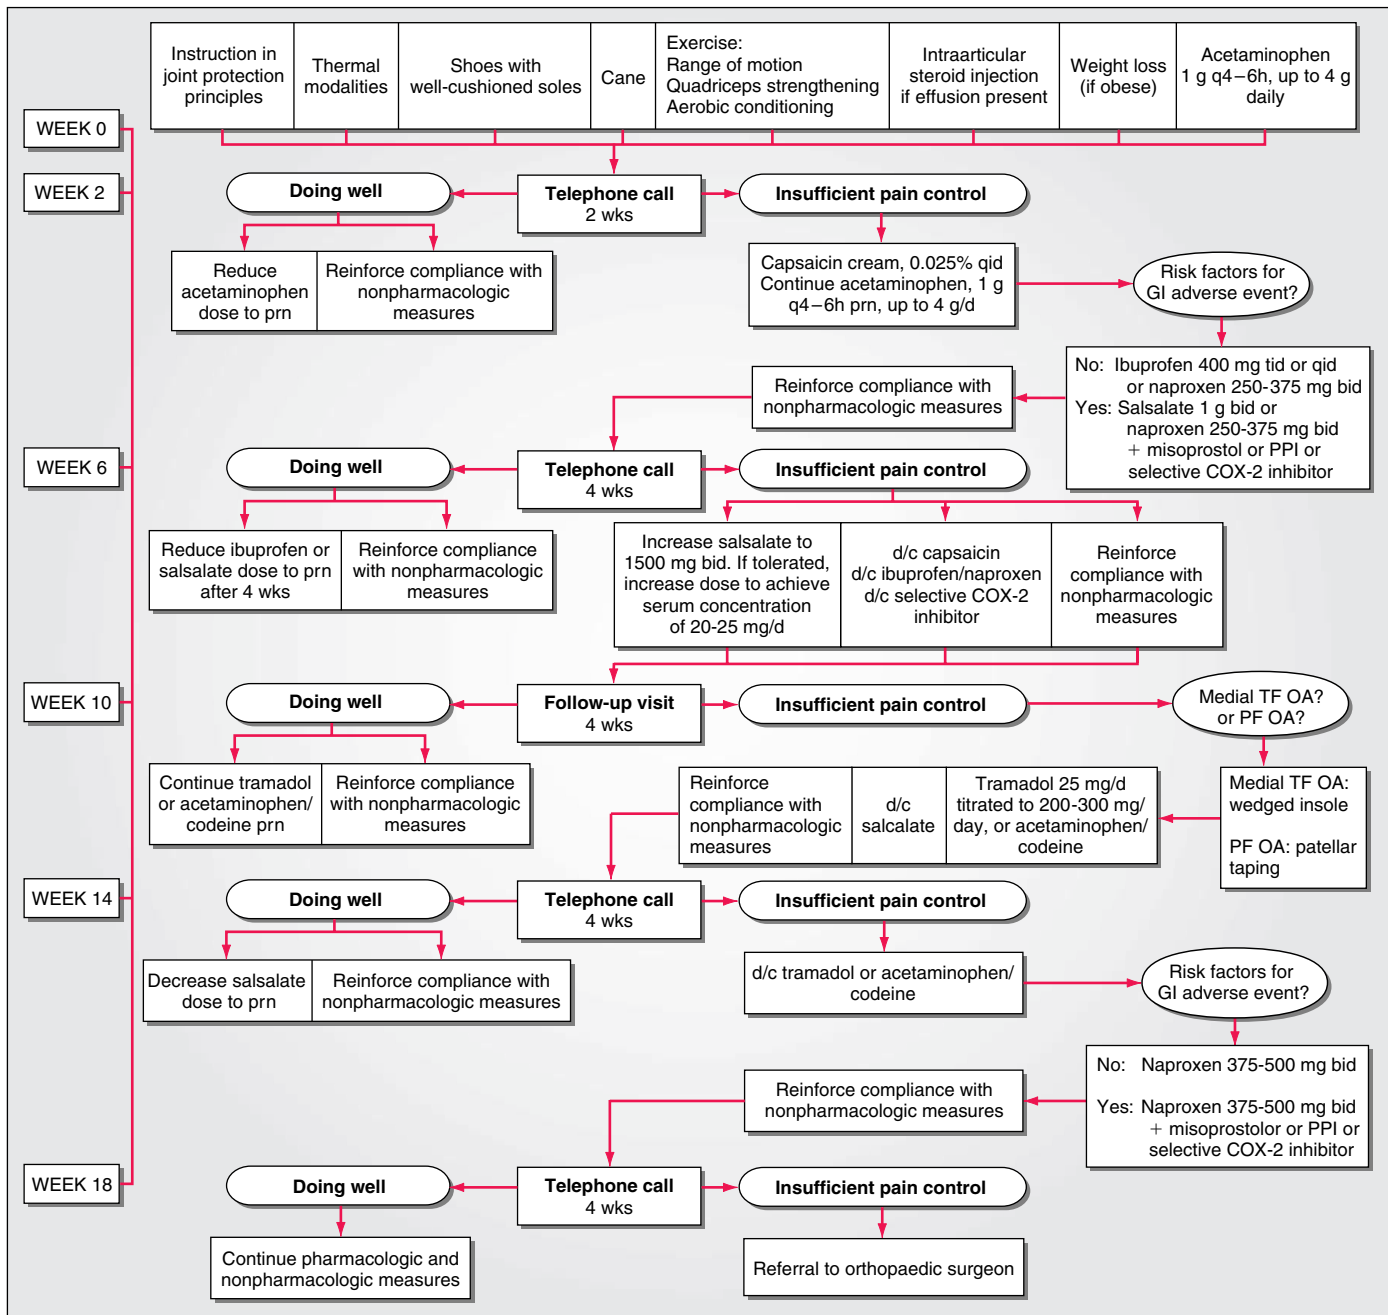 Instruction in
joint protection
principles
Thermal
modalities
Shoes with
well-cushioned soles
Cane
Exercise:
Range of motion
Quadriceps strengthening
Aerobic conditioning
Intraarticular
steroid injection
if effusion present
Weight loss
(if obese)
Acetaminophen
1 g q4–6h, up to 4 g
daily
WEEK 0
WEEK 2
Doing well
Telephone call
2 wks
Insufficient pain control
Reduce
acetaminophen
dose to prn
Reinforce compliance with
nonpharmacologic
measures
Capsaicin cream, 0.025% qid
Continue acetaminophen, 1 g
q4–6h prn, up to 4 g/d
Risk factors for
GI adverse event?
No: Ibuprofen 400 mg tid or qid
or naproxen 250-375 mg bid
Yes: Salsalate 1 g bid or
naproxen 250-375 mg bid
+ misoprostol or PPI or
selective COX-2 inhibitor
Reinforce compliance with
nonpharmacologic measures
WEEK 6
Doing well
Telephone call
4 wks
Insufficient pain control
Reduce ibuprofen or
salsalate dose to prn
after 4 wks
Reinforce compliance
with nonpharmacologic
measures
Increase salsalate to
1500 mg bid. If tolerated,
increase dose to achieve
serum concentration
of 20-25 mg/d
d/c capsaicin
d/c ibuprofen/naproxen
d/c selective COX-2
inhibitor
Reinforce
compliance with
nonpharmacologic
measures
WEEK 10
Doing well
Follow-up visit
4 wks
Insufficient pain control
Medial TF OA?
or PF OA?
Continue tramadol
or acetaminophen/
codeine prn
Reinforce compliance
with nonpharmacologic
measures
Reinforce
compliance with
nonpharmacologic
measures
d/c
salcalate
Tramadol 25 mg/d
titrated to 200-300 mg/
day, or acetaminophen/
codeine
Medial TF OA:
wedged insole
PF OA: patellar
taping
WEEK 14
Doing well
Telephone call
4 wks
Insufficient pain control
Decrease salsalate
dose to prn
Reinforce compliance with
nonpharmacologic measures
d/c tramadol or acetaminophen/
codeine
Risk factors for
GI adverse event?
No: Naproxen 375-500 mg bid
Yes: Naproxen 375-500 mg bid
+ misoprostolor or PPI or
selective COX-2 inhibitor
Reinforce compliance with
nonpharmacologic measures
WEEK 18
Doing well
Telephone call
4 wks
Insufficient pain control
Continue pharmacologic and
nonpharmacologic measures
Referral to orthopaedic surgeon